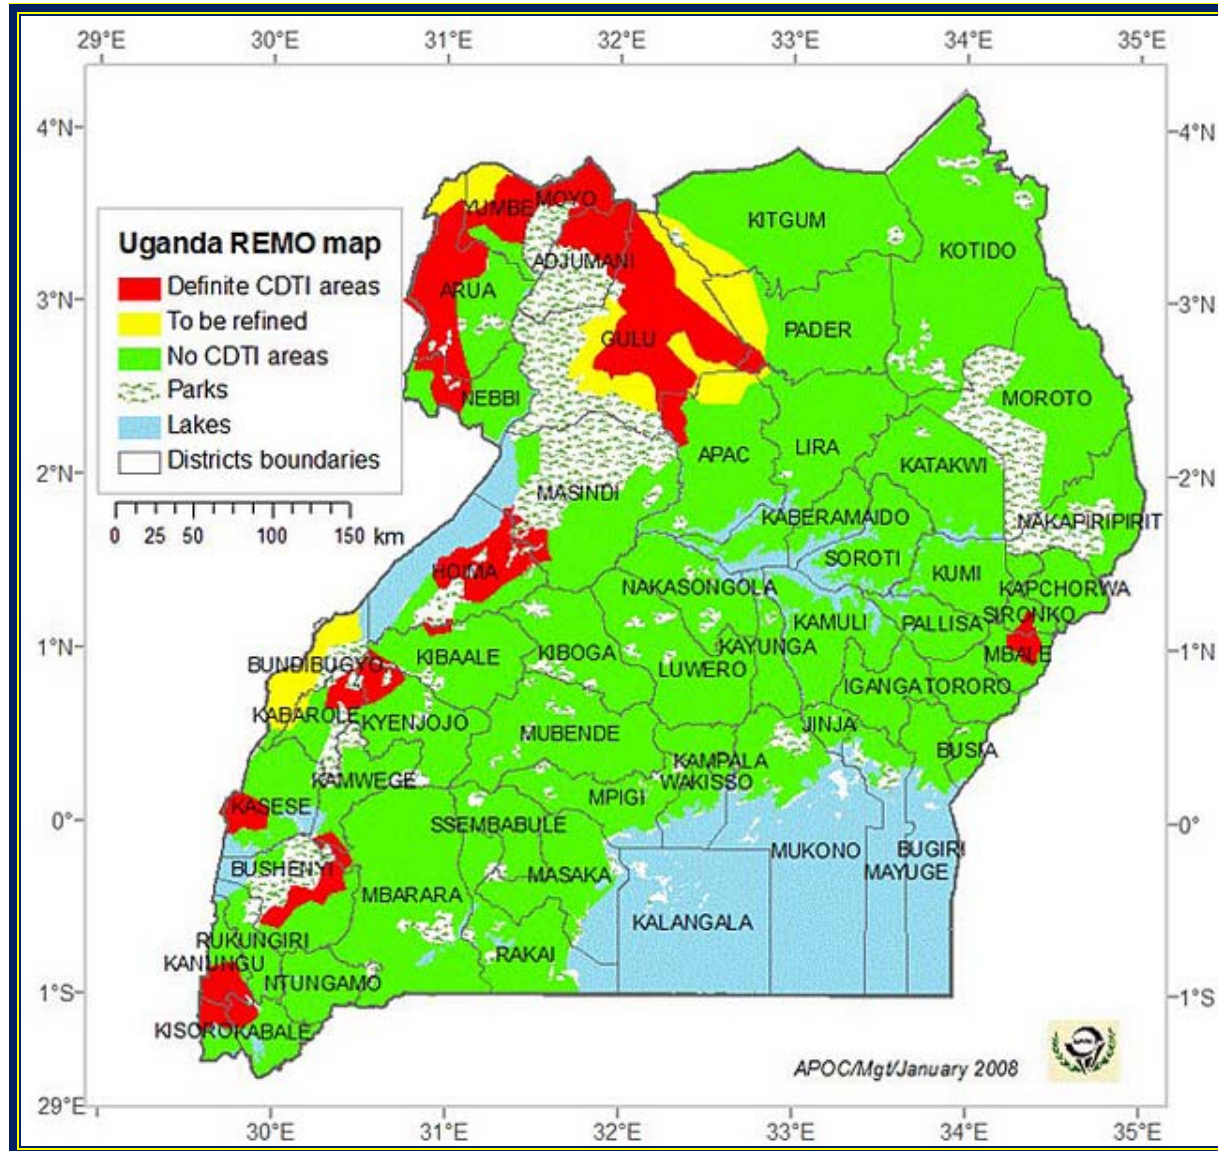 29°E 30°E 31°E 32°E 33°E 34°E 35°E
4°N
4°N
3°N
3°N
2°N
2°N
1°N
1°N
0°
0°
1°S
1°S
29°E
30°E 31°E 32°E 33°E 34°E 35°E
Uganda REMO map
Definite CDTI areas
To be refined
No CDTI areas
Parks
Lakes
Districts boundaries
0 25 50 100 150 km
YUMBE
MOYO
KITGUM
KOTIDO
ADJUMANI
ARUA
GULU
PADER
NEBBI
MOROTO
APAC
LIRA
KATAKWI
MASINDI
KABERAMAIDO
NAKAPIRIPIRIT
SOROTI
HOIMA
KUMI
NAKASONGOLA
KAPCHORWA
SIRONKO
KAMULI
PALLISA
KAYUNGA
KIBOGA
MBALE
BUNDIBUGYO
KIBAALE
LUWERO
IGANGA
TORORO
KABAROLE
KYENJOJO
JINJA
MUBENDE
BUSIA
KAMPALA
KAMWEGE
WAKISSO
MPIGI
KASESE
SSEMBABULE
MUKONO
BUGIRI
BUSHENYI
MASAKA
MAYUGE
MBARARA
KALANGALA
RUKUNGIRI
RAKAI
KANUNGU
NTUNGAMO
KISORO
KABALE
APOC/Mgt/January 2008